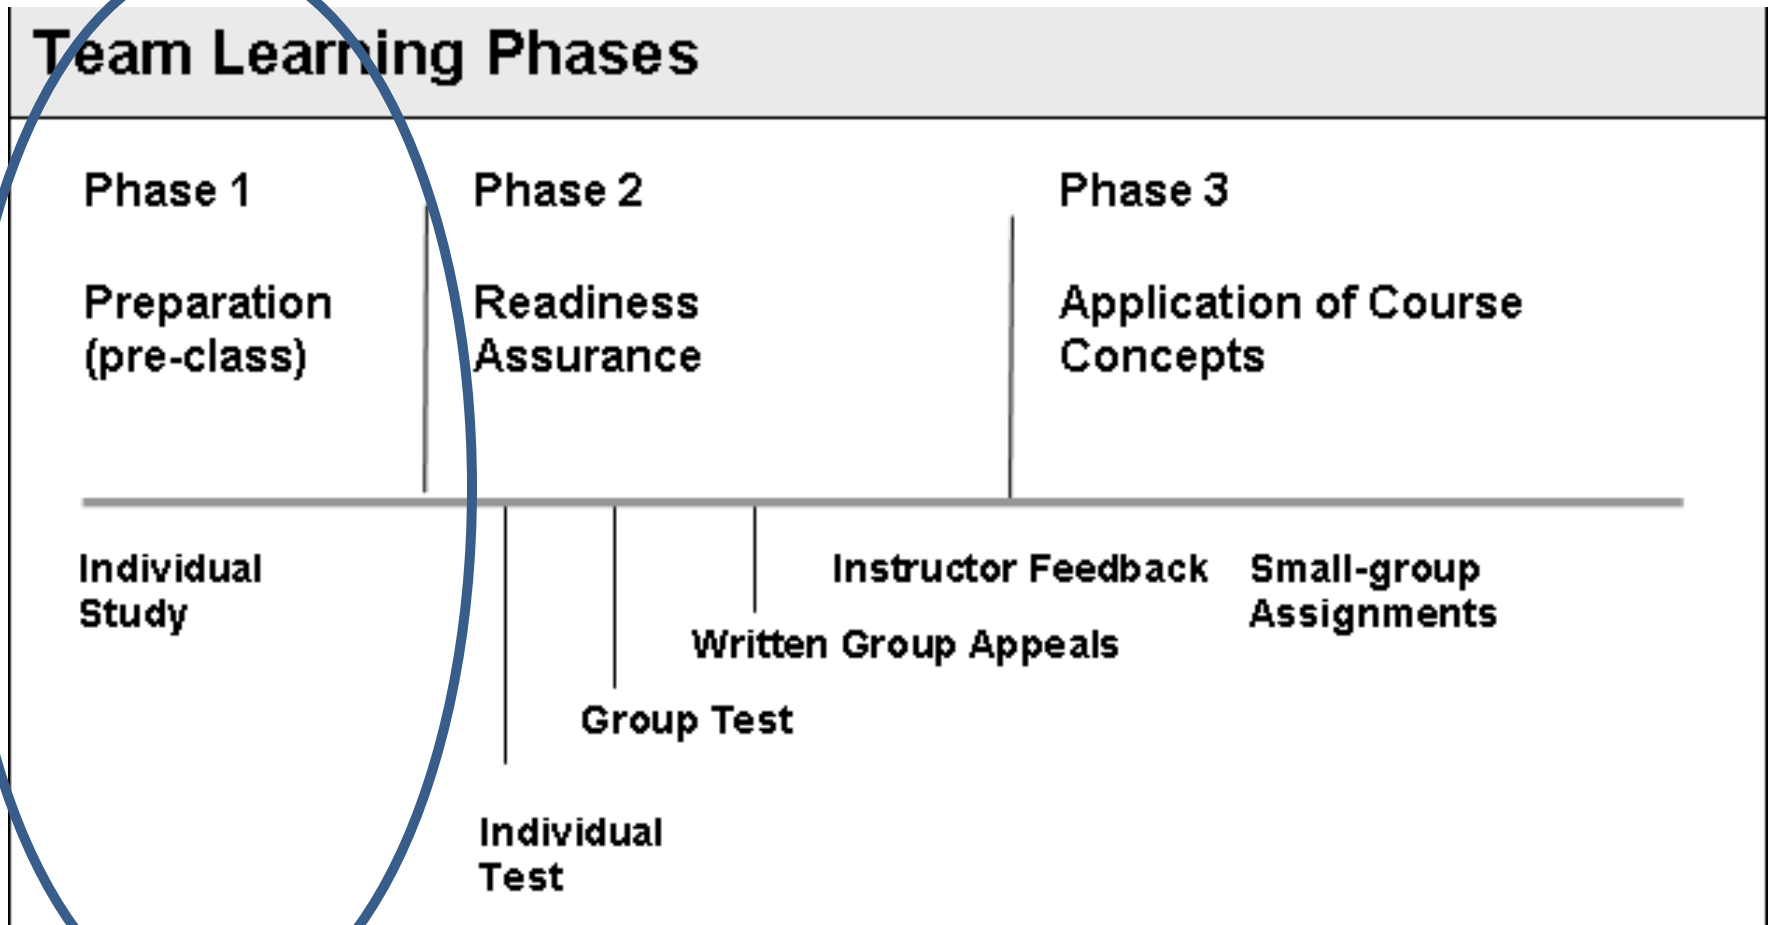 Team Learning Phases
Phase 1
Preparation
(pre-class)
Phase 2
Readiness
Assurance
Phase 3
Application of Course
Concepts
Individual
Study
Individual
Test
Group Test
Written Group Appeals
Instructor Feedback
Small-group
Assignments